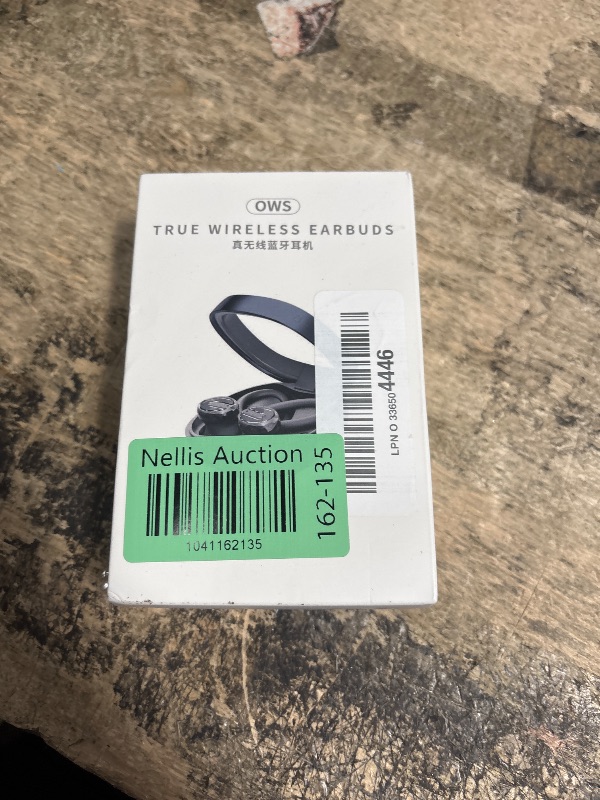 OWS
TRUE WIRELESS EARBUDS
真无线蓝牙耳机
LPN O 33650 4446
Nellis Auction
162-135
1041162135